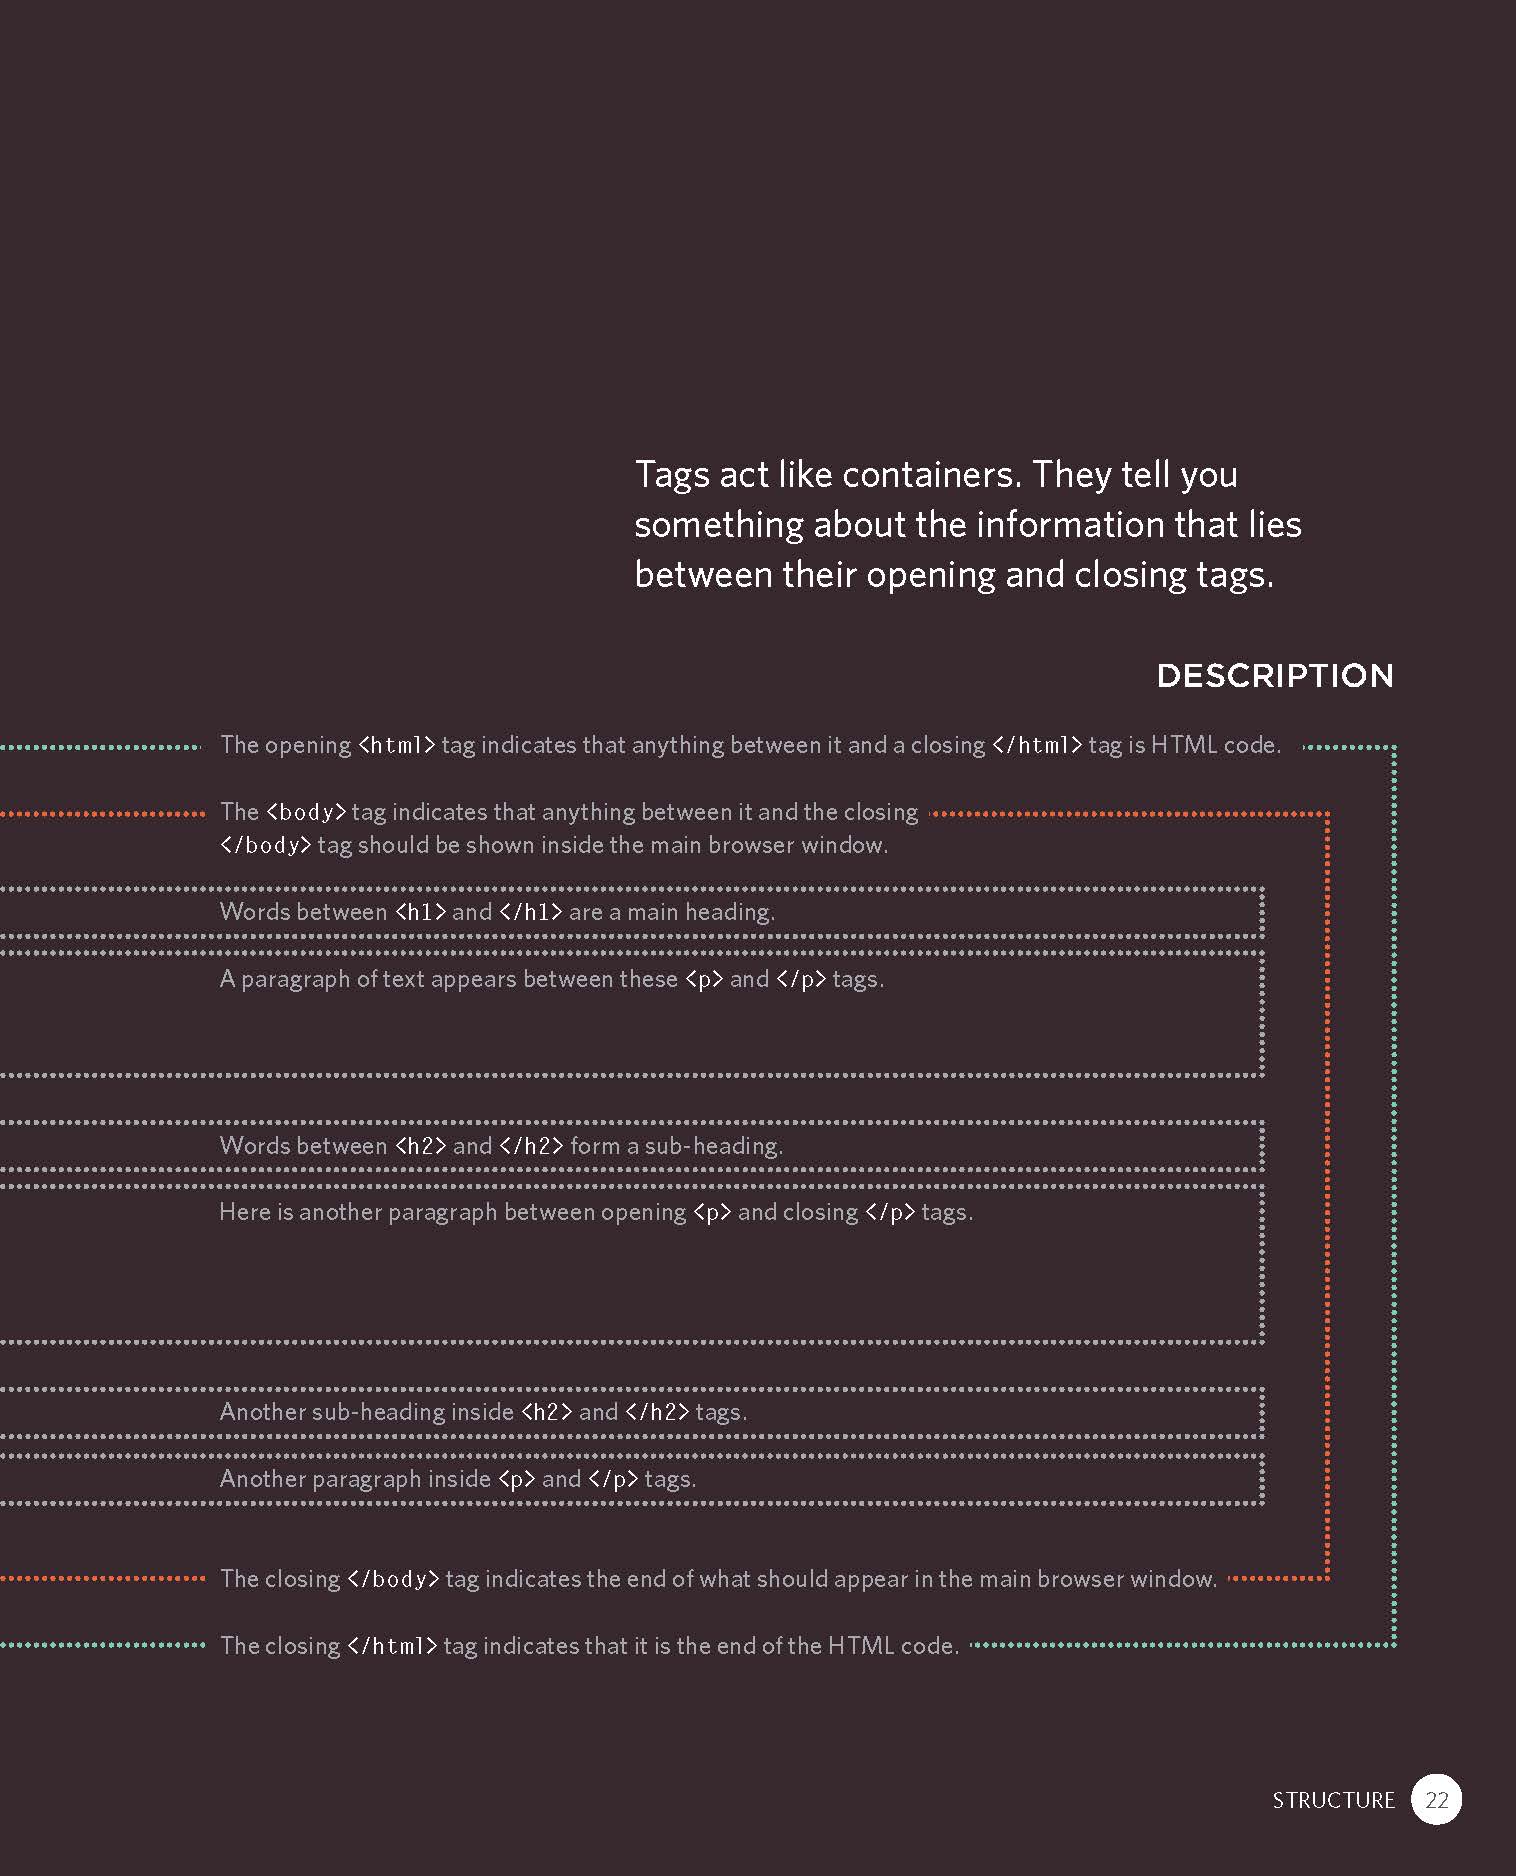 Tags act like containers. They tell you
something about the information that lies
between their opening and closing tags.
DESCRIPTION
The opening <html> tag indicates that anything between it and a closing </html> tag is HTML code.
The <body> tag indicates that anything between it and the closing
</body> tag should be shown inside the main browser window.
Words between <h1> and </h1> are a main heading.
A paragraph of text appears between these <p> and </p> tags.
Words between <h2> and </h2> form a sub-heading.
Here is another paragraph between opening <p> and closing </p> tags.
Another sub-heading inside <h2> and </h2> tags.
Another paragraph inside <p> and </p> tags.
The closing </body> tag indicates the end of what should appear in the main browser window.
The closing </html> tag indicates that it is the end of the HTML code.
STRUCTURE 22